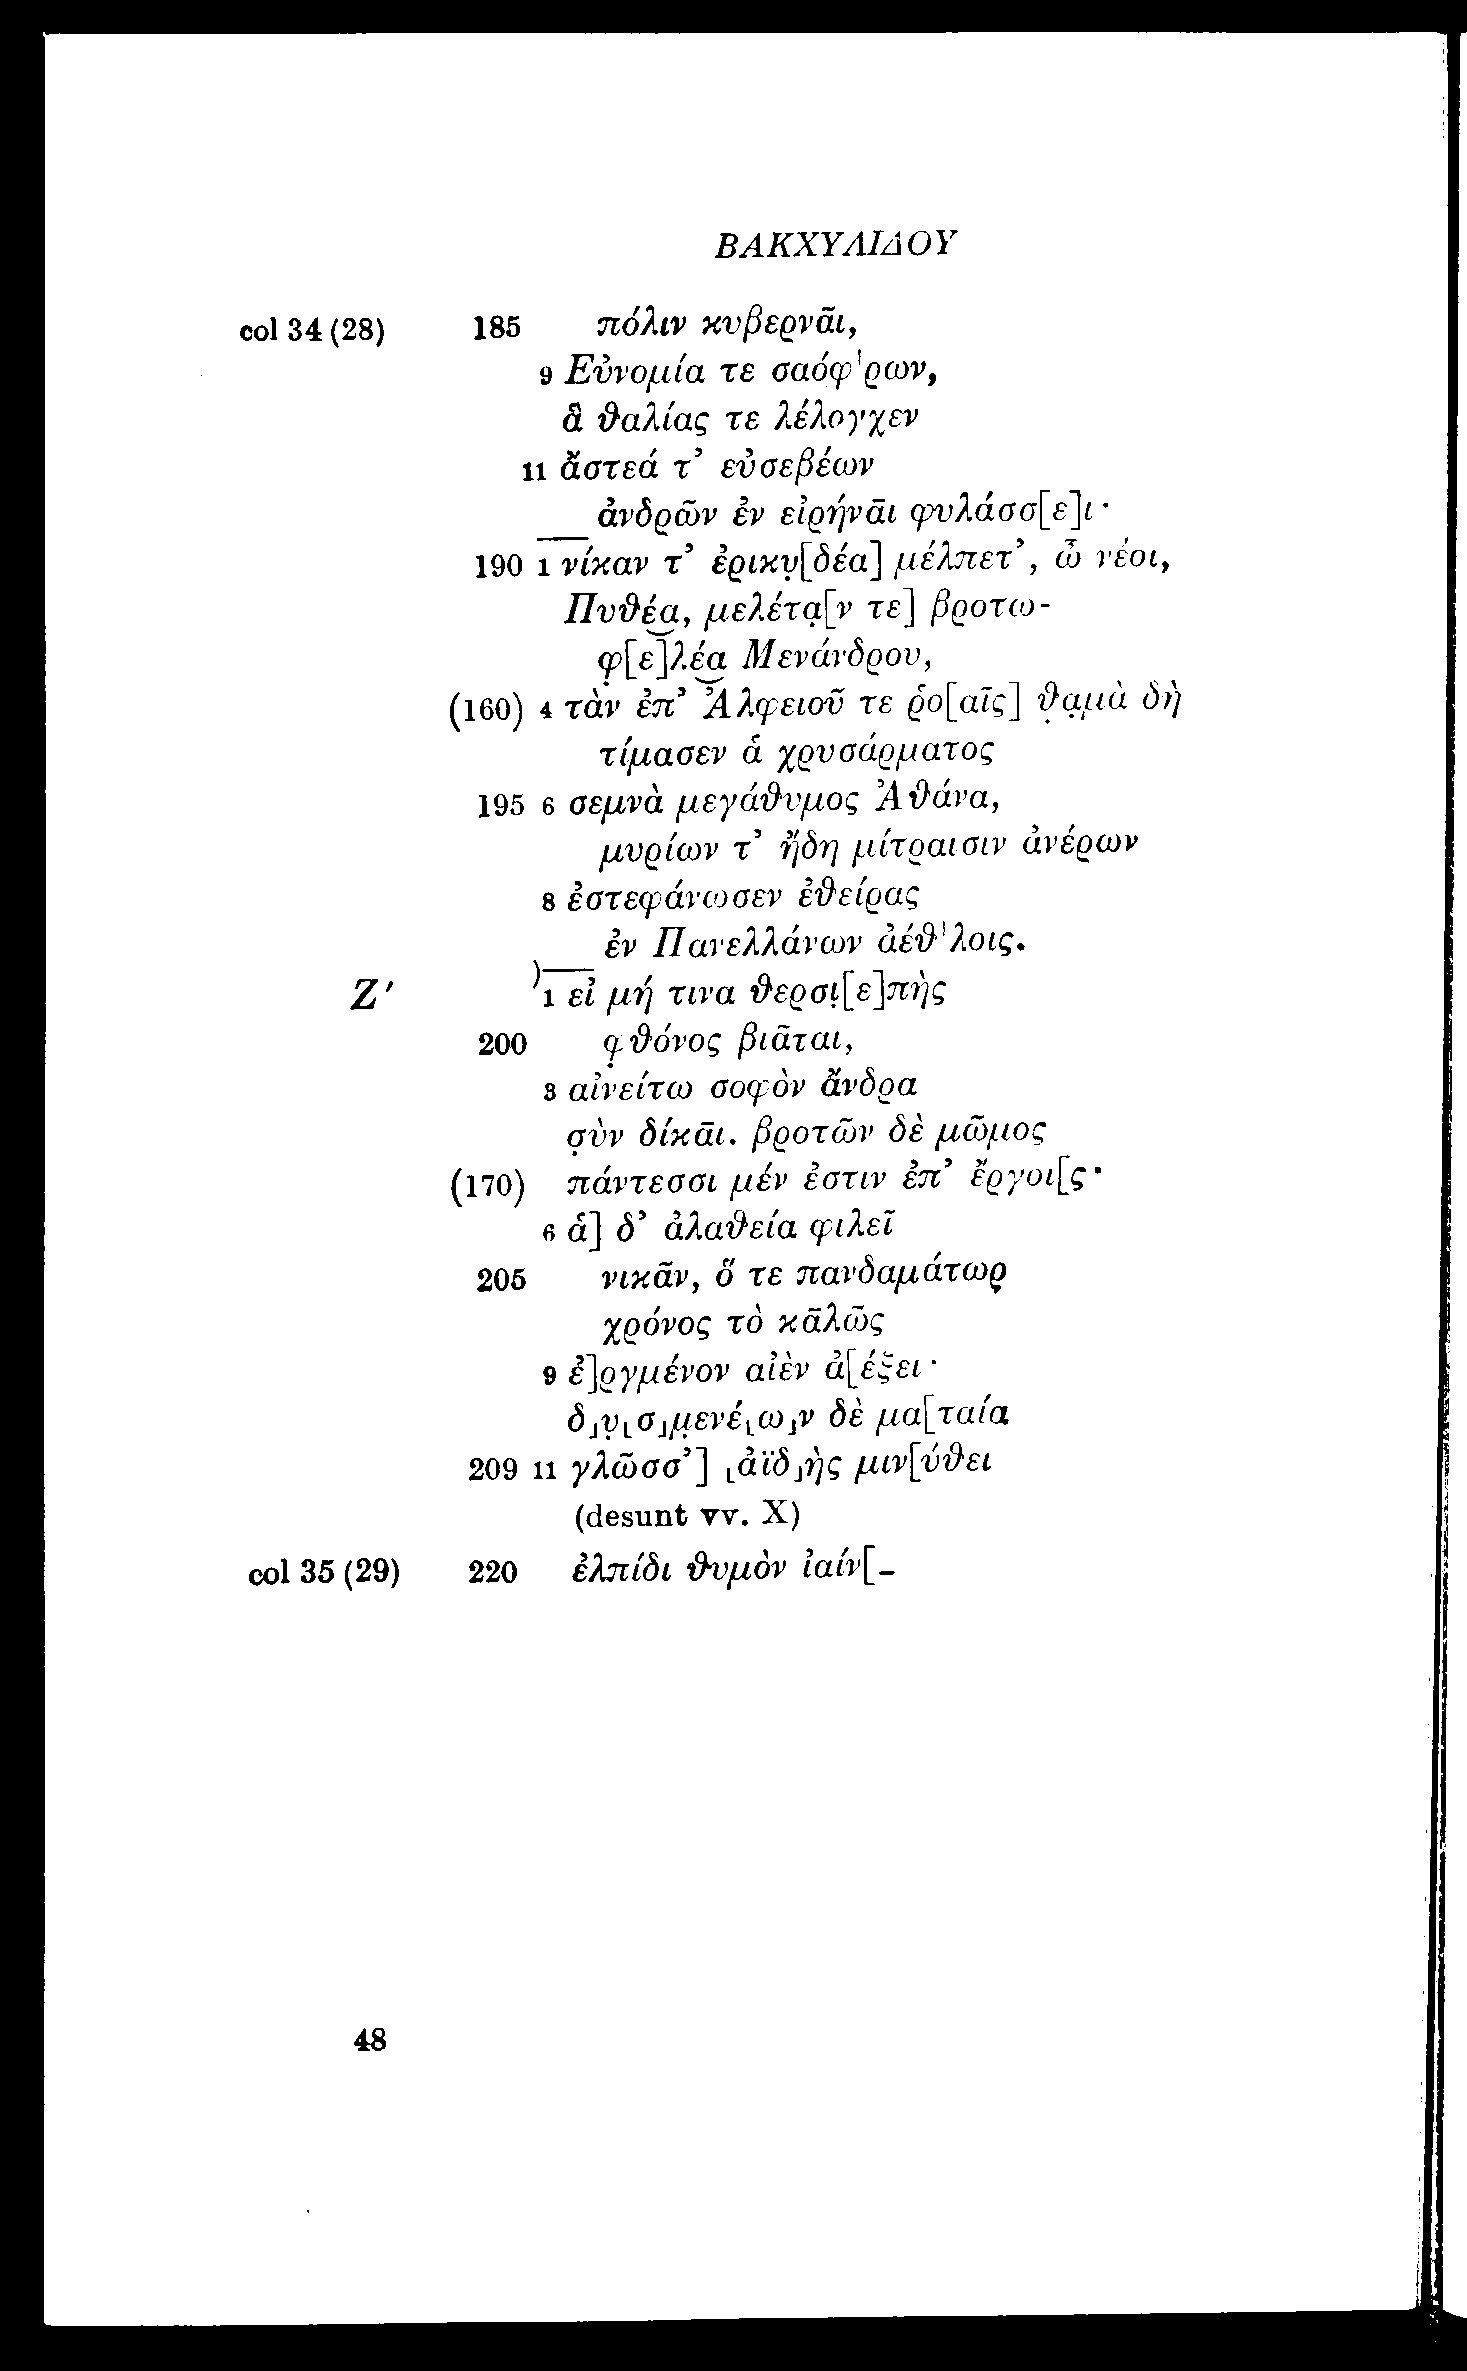 ΒΑΚΧΥΛΙΔΟΥ
col 34 (28) 185 πόλιν κυβερνᾶι,
9 Εὐνομία τε σαόφ'ρων,
ἃ θαλίας τε λέλογχεν
11 ἄστεά τ' εὐσεβέων
ἀνδρῶν ἐν εἰρήνᾱι φυλάσσ[ε]ι·
190 1 νίκαν τ' ἐρικυ̣[δέα] μέλπετ', ὦ νέοι,
Πυθέα, μελέτα̣[ν τε] βροτω-
φ̣[ε]λέα Μενάνδρου,
(160) 4 τὰν ἐπ' Ἀλφειοῦ τε ῥο[αῖς] θ̣α̣μὰ δὴ
τίμασεν ἁ χρυσάρματος
195 6 σεμνὰ μεγάθυμος Ἀθάνα,
μυρίων τ' ἤδη μίτραισιν ἀνέρων
8 ἐστεφάνωσεν ἐθείρας
ἐν Πανελλάνων ἀέθ'λοις.
Ζ' 1 εἰ μή τινα θερσι̣[ε]πὴς
200 φ̣θόνος βιᾶται,
3 αἰνείτω σοφὸν ἄνδρα
σ̣ὺν δίκᾱι. βροτῶν δὲ μῶμος
(170) πάντεσσι μέν ἐστιν ἐπ' ἔργοι[ς·
6 ἁ] δ' ἀλαθεία φιλεῖ
205 νικᾶν, ὅ τε πανδαμάτωρ̣
χρόνος τὸ κᾱλῶς
9 ἐ]ργμένον αἰὲν ἀ[έξει·
δ⌟υ̣⌞σ⌟μ̣ενέ⌞ω⌟ν δὲ μα[ταία
209 11 γλῶσσ'] ⌞ἀϊδ⌟ὴς μιν[ύθει
(desunt vv. X)
col 35 (29) 220 ἐλπίδι θυμὸν ἰαίν[-
48